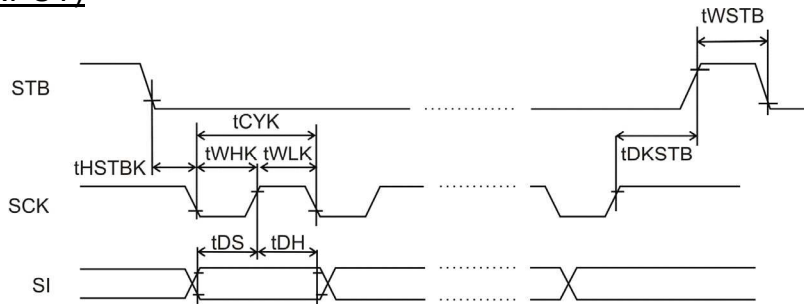 tWSTB
STB
tCYK
tHSTBK
tWHK
tWLK
tDKSTB
SCK
tDS
tDH
SI